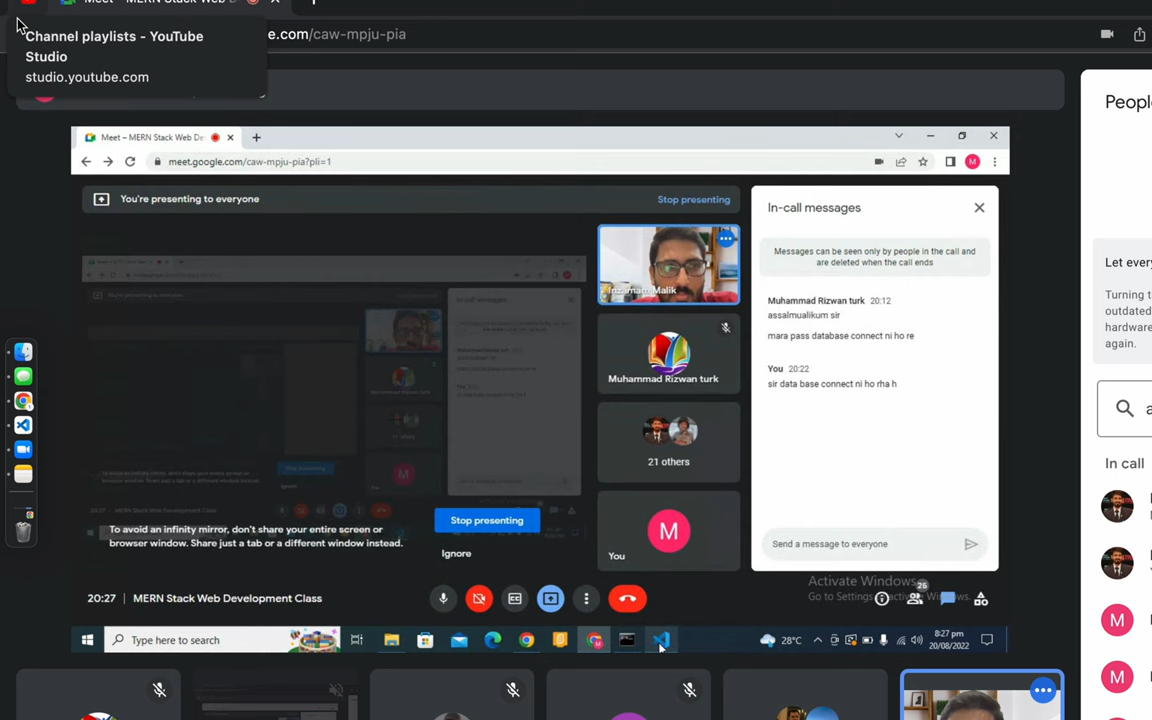 Channel playlists - YouTube
Studio
studio.youtube.com
e.com/caw-mpju-pia
Meet – MERN Stack Web De
meet.google.com/caw-mpju-pia?pli=1
You're presenting to everyone
Stop presenting
Inzamam Malik
Muhammad Rizwan turk
21 others
You
In-call messages
Messages can be seen only by people in the call and
are deleted when the call ends
Muhammad Rizwan turk 20:12
assalmualikum sir
mara pass database connect ni ho re
You 20:22
sir data base connect ni ho rha h
Send a message to everyone
To avoid an infinity mirror, don't share your entire screen or
browser window. Share just a tab or a different window instead.
Stop presenting
Ignore
20:27 | MERN Stack Web Development Class
26
Activate Windows
Go to Settings
Type here to search
28°C
8:27 pm
20/08/2022
Peopl
Let every
Turning t
outdated
hardware
again.
In call
M
M
M